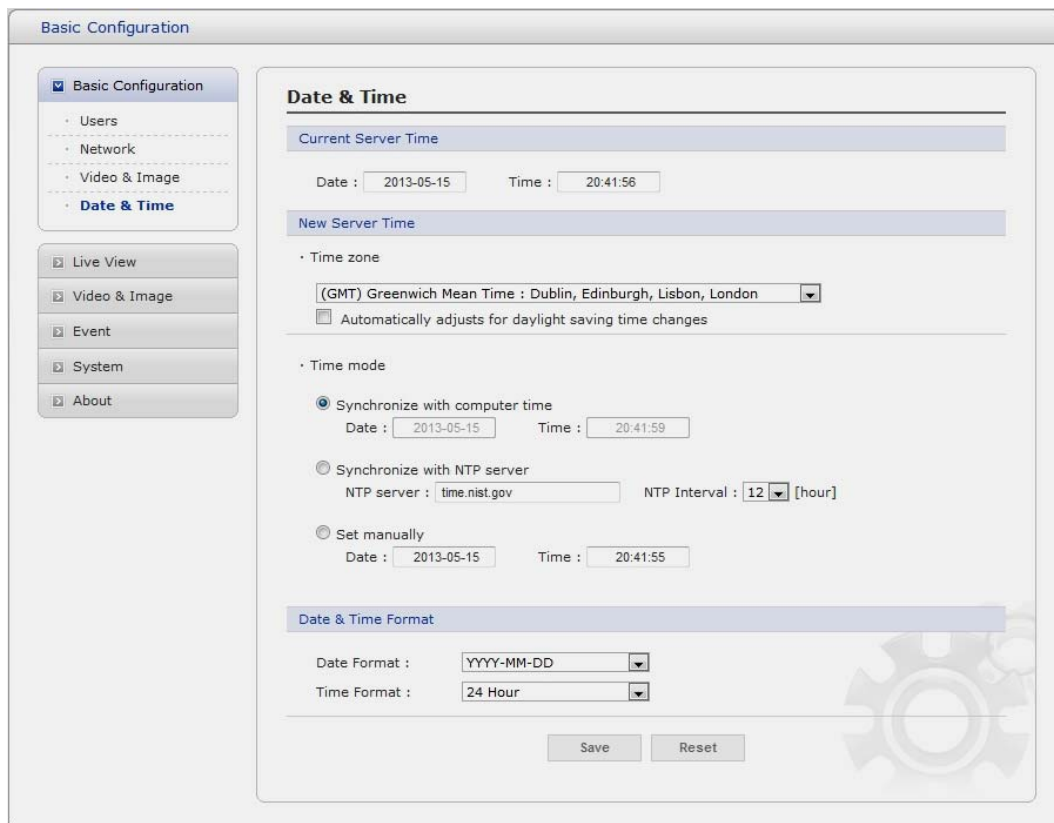 Basic Configuration
Basic Configuration
· Users
· Network
· Video & Image
· Date & Time
Live View
Video & Image
Event
System
About
Date & Time
Current Server Time
Date : 2013-05-15 Time : 20:41:56
New Server Time
· Time zone
(GMT) Greenwich Mean Time : Dublin, Edinburgh, Lisbon, London
Automatically adjusts for daylight saving time changes
· Time mode
Synchronize with computer time
Date : 2013-05-15 Time : 20:41:59
Synchronize with NTP server
NTP server : time.nist.gov NTP Interval : 12 [hour]
Set manually
Date : 2013-05-15 Time : 20:41:55
Date & Time Format
Date Format : YYYY-MM-DD
Time Format : 24 Hour
Save Reset